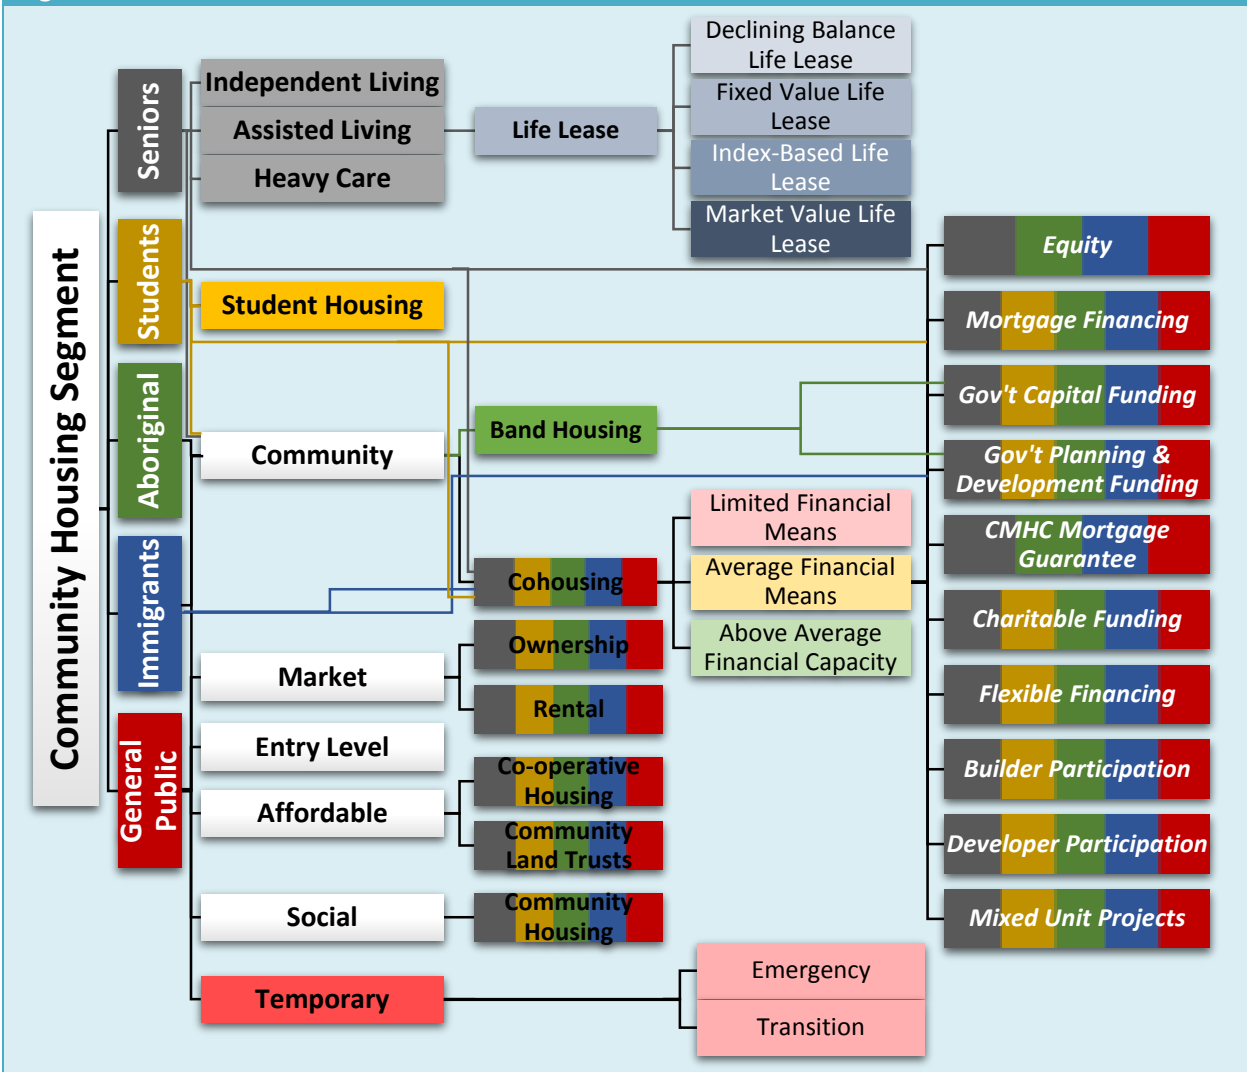 Community Housing Segment
Seniors
Students
Aboriginal
Immigrants
General
Public
Independent Living
Assisted Living
Heavy Care
Student Housing
Community
Market
Entry Level
Affordable
Social
Temporary
Life Lease
Band Housing
Cohousing
Ownership
Rental
Co-operative
Housing
Community
Land Trusts
Community
Housing
Declining Balance
Life Lease
Fixed Value Life
Lease
Index-Based Life
Lease
Market Value Life
Lease
Limited Financial
Means
Average Financial
Means
Above Average
Financial Capacity
Emergency
Transition
Equity
Mortgage Financing
Gov't Capital Funding
Gov't Planning &
Development Funding
CMHC Mortgage
Guarantee
Charitable Funding
Flexible Financing
Builder Participation
Developer Participation
Mixed Unit Projects